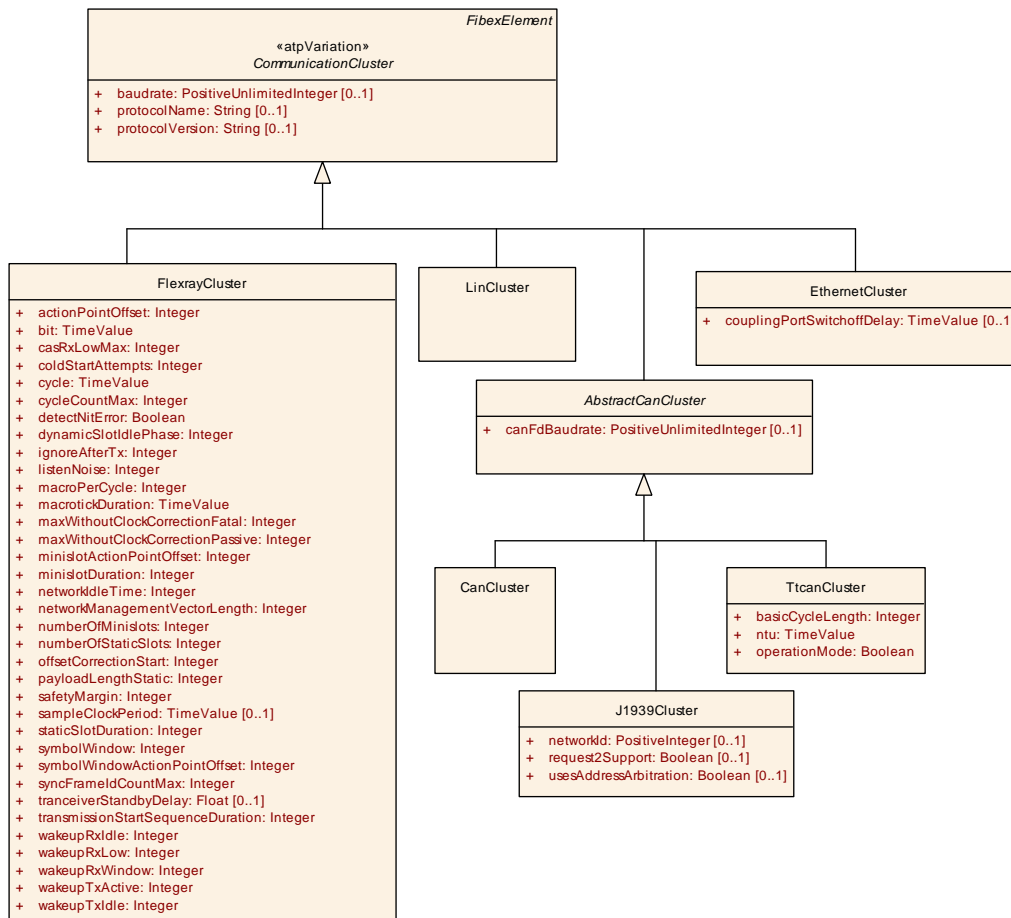 FibexElement
«atpVariation»
CommunicationCluster
+ baudrate: PositiveUnlimitedInteger [0..1]
+ protocolName: String [0..1]
+ protocolVersion: String [0..1]
FlexrayCluster
+ actionPointOffset: Integer
+ bit: TimeValue
+ casRxLowMax: Integer
+ coldStartAttempts: Integer
+ cycle: TimeValue
+ cycleCountMax: Integer
+ detectNitError: Boolean
+ dynamicSlotIdlePhase: Integer
+ ignoreAfterTx: Integer
+ listenNoise: Integer
+ macroPerCycle: Integer
+ macrotickDuration: TimeValue
+ maxWithoutClockCorrectionFatal: Integer
+ maxWithoutClockCorrectionPassive: Integer
+ minislotActionPointOffset: Integer
+ minislotDuration: Integer
+ networkIdleTime: Integer
+ networkManagementVectorLength: Integer
+ numberOfMinislots: Integer
+ numberOfStaticSlots: Integer
+ offsetCorrectionStart: Integer
+ payloadLengthStatic: Integer
+ safetyMargin: Integer
+ sampleClockPeriod: TimeValue [0..1]
+ staticSlotDuration: Integer
+ symbolWindow: Integer
+ symbolWindowActionPointOffset: Integer
+ syncFrameIdCountMax: Integer
+ tranceiverStandbyDelay: Float [0..1]
+ transmissionStartSequenceDuration: Integer
+ wakeupRxIdle: Integer
+ wakeupRxLow: Integer
+ wakeupRxWindow: Integer
+ wakeupTxActive: Integer
+ wakeupTxIdle: Integer
LinCluster
EthernetCluster
+ couplingPortSwitchoffDelay: TimeValue [0..1
AbstractCanCluster
+ canFdBaudrate: PositiveUnlimitedInteger [0..1]
CanCluster
TtcanCluster
+ basicCycleLength: Integer
+ ntu: TimeValue
+ operationMode: Boolean
J1939Cluster
+ networkId: PositiveInteger [0..1]
+ request2Support: Boolean [0..1]
+ usesAddressArbitration: Boolean [0..1]